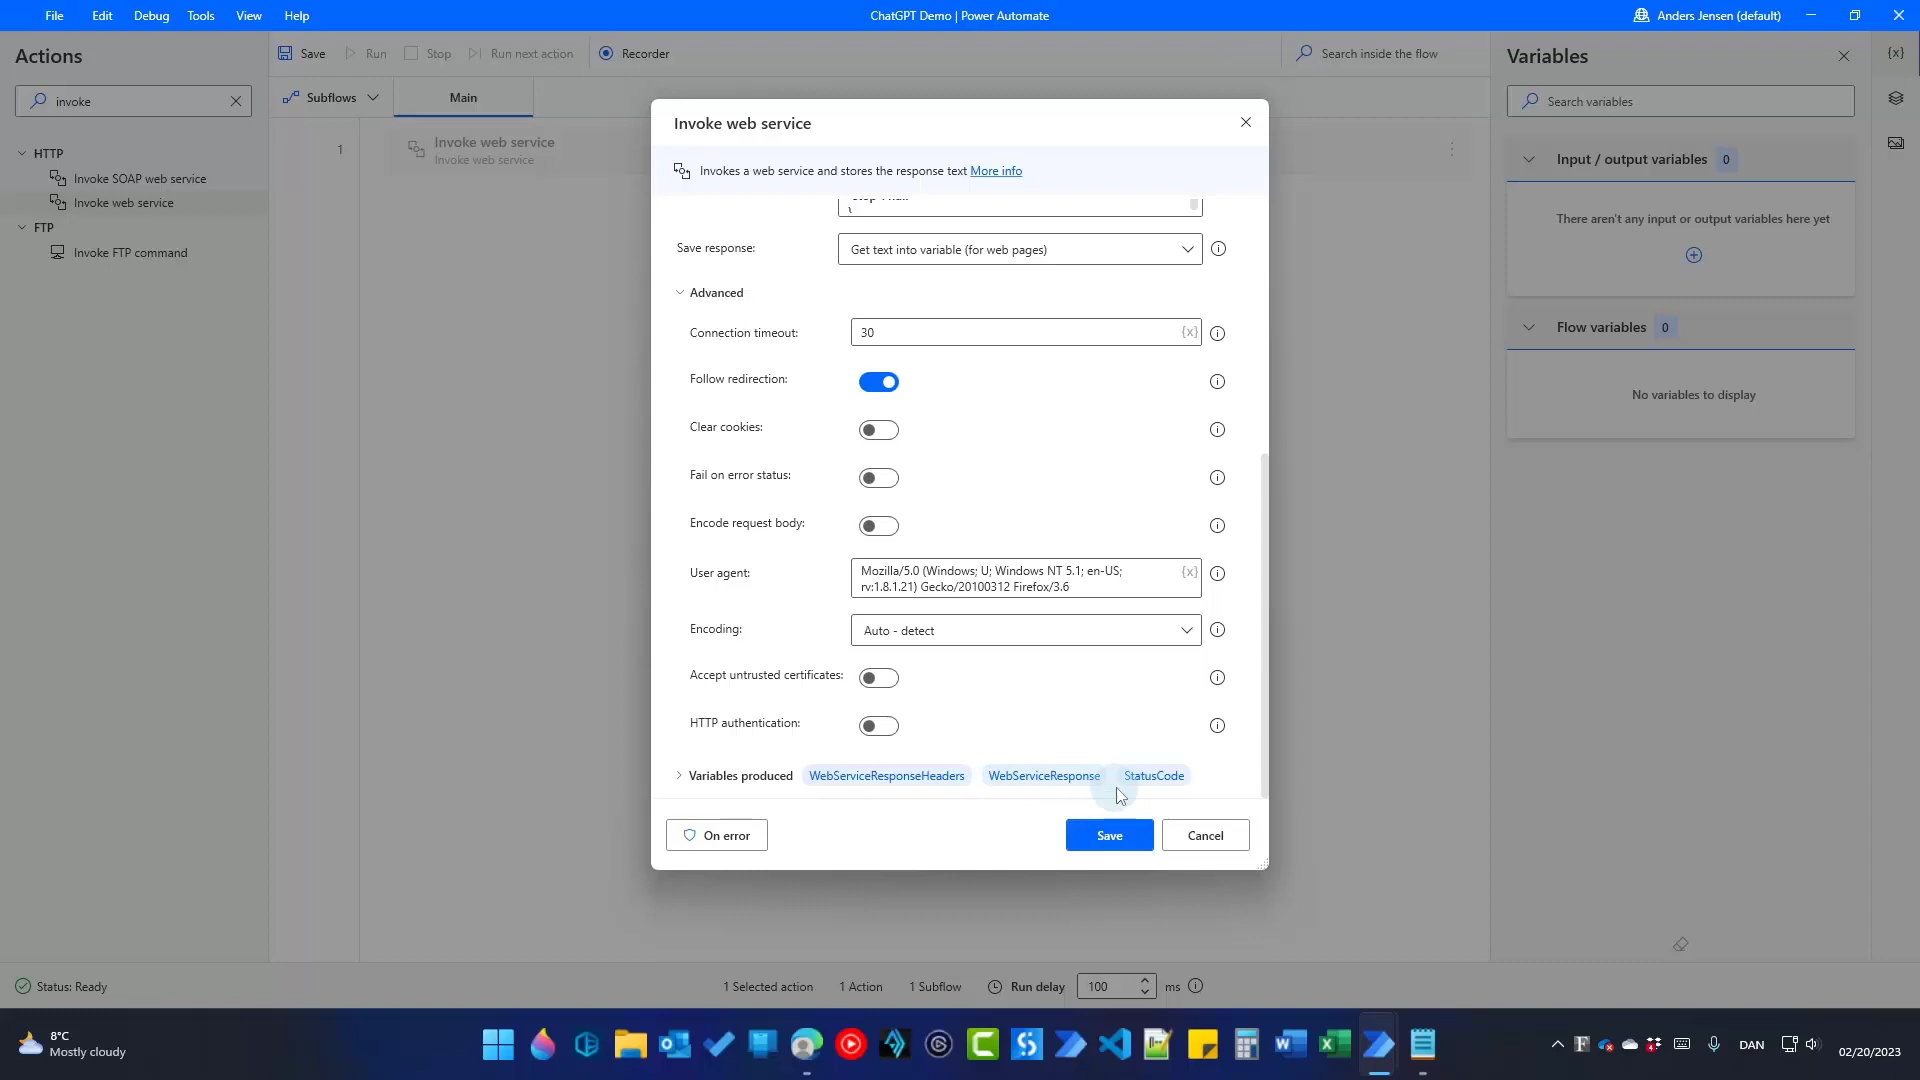 File Edit Debug Tools View Help
ChatGPT Demo | Power Automate
Anders Jensen (default)
Actions
invoke
HTTP
Invoke SOAP web service
Invoke web service
FTP
Invoke FTP command
Save Run Stop Run next action Recorder
Search inside the flow
Subflows Main
1
Invoke web service
Invoke web service
Invoke web service
Invokes a web service and stores the response text More info
Save response: Get text into variable (for web pages)
Advanced
Connection timeout: 30 {x}
Follow redirection:
Clear cookies:
Fail on error status:
Encode request body:
User agent: Mozilla/5.0 (Windows; U; Windows NT 5.1; en-US; {x}
rv:1.8.1.21) Gecko/20100312 Firefox/3.6
Encoding: Auto - detect
Accept untrusted certificates:
HTTP authentication:
Variables produced WebServiceResponseHeaders WebServiceResponse StatusCode
On error Save Cancel
Variables
{x}
Search variables
Input / output variables 0
There aren't any input or output variables here yet
Flow variables 0
No variables to display
Status: Ready
1 Selected action 1 Action 1 Subflow Run delay 100 ms
8°C
Mostly cloudy
DAN
02/20/2023